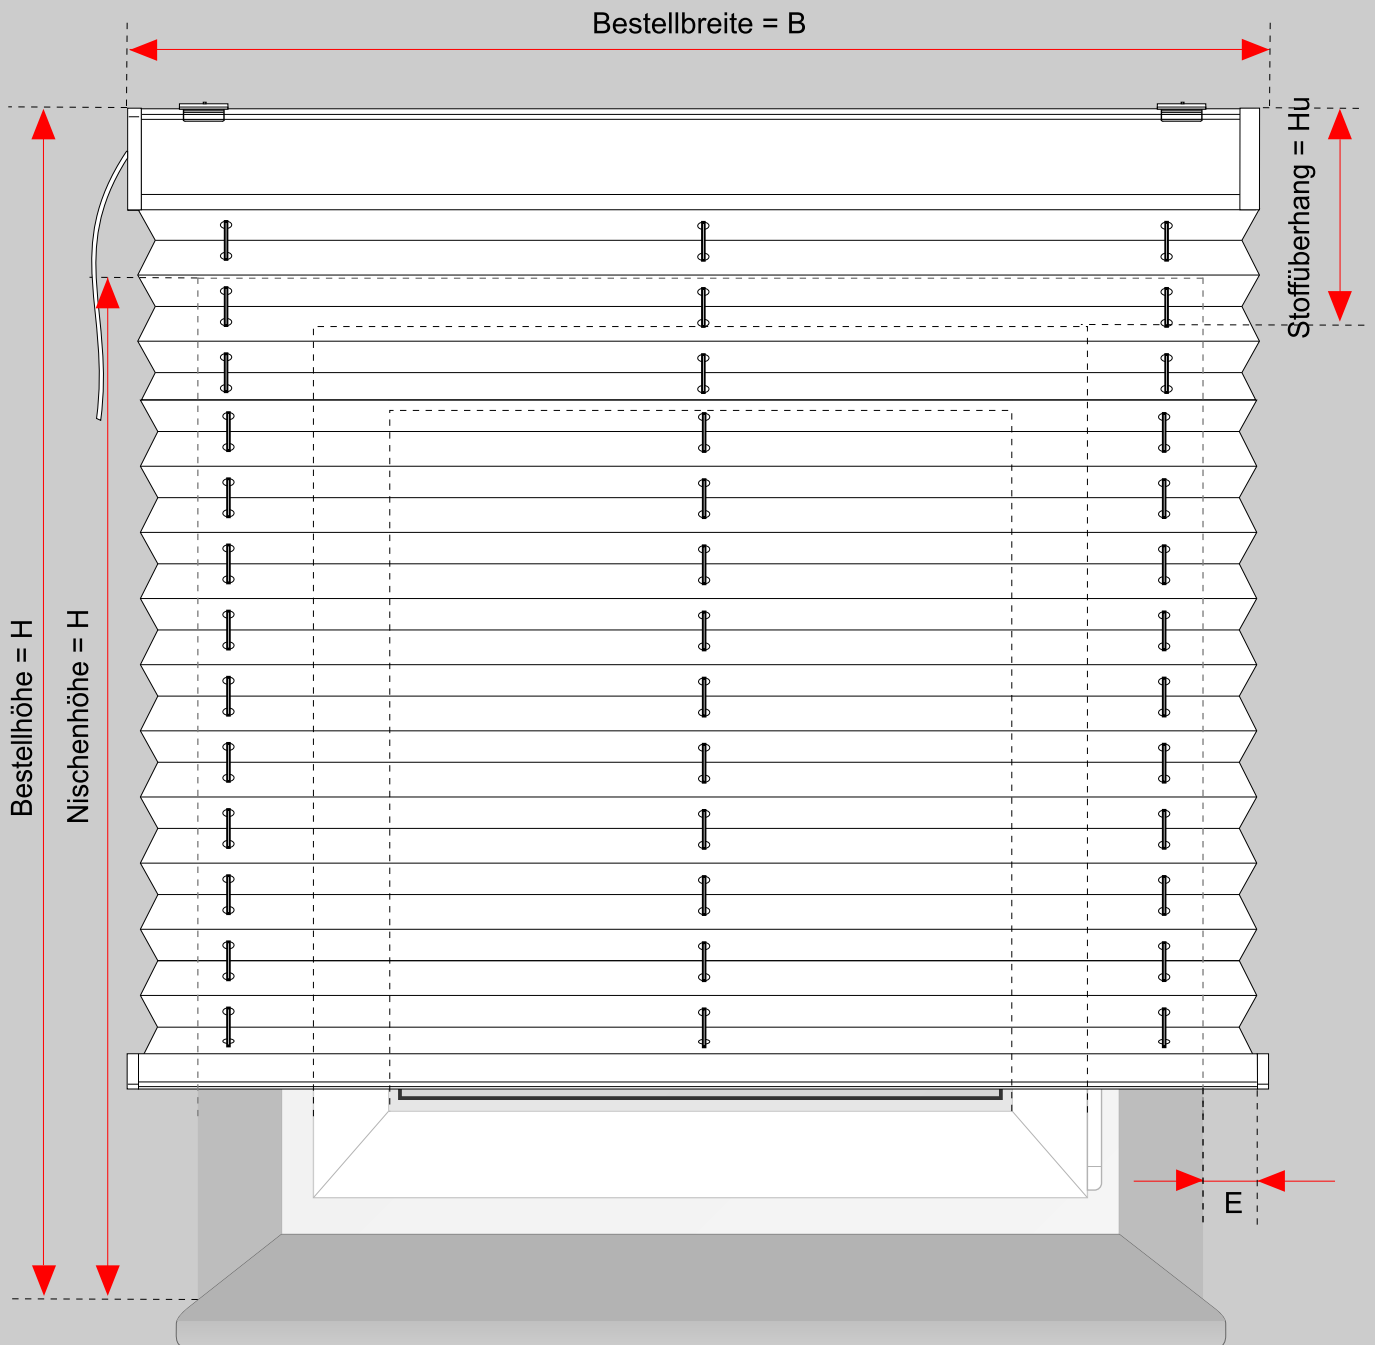 Bestellbreite = B
Stoffüberhang = Hu
Bestellhöhe = H
Nischenhöhe = H
E